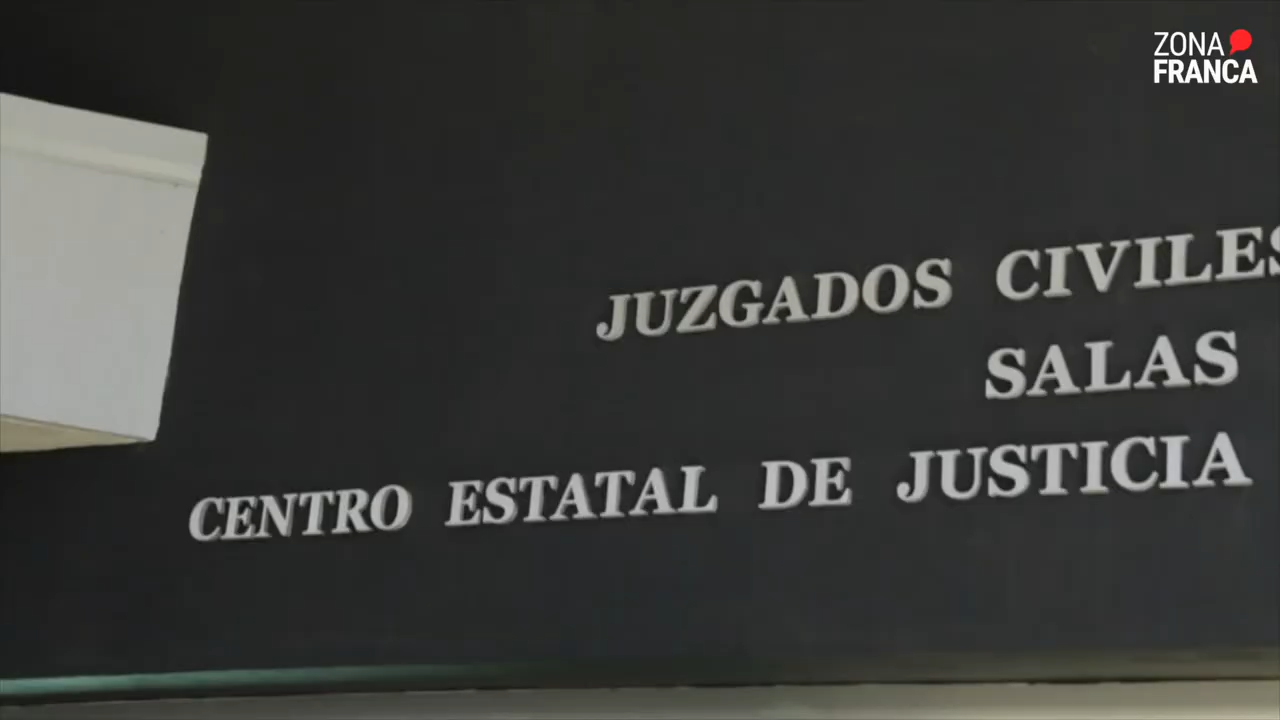 ZONA
FRANCA
JUZGADOS CIVILES
SALAS
CENTRO ESTATAL DE JUSTICIA